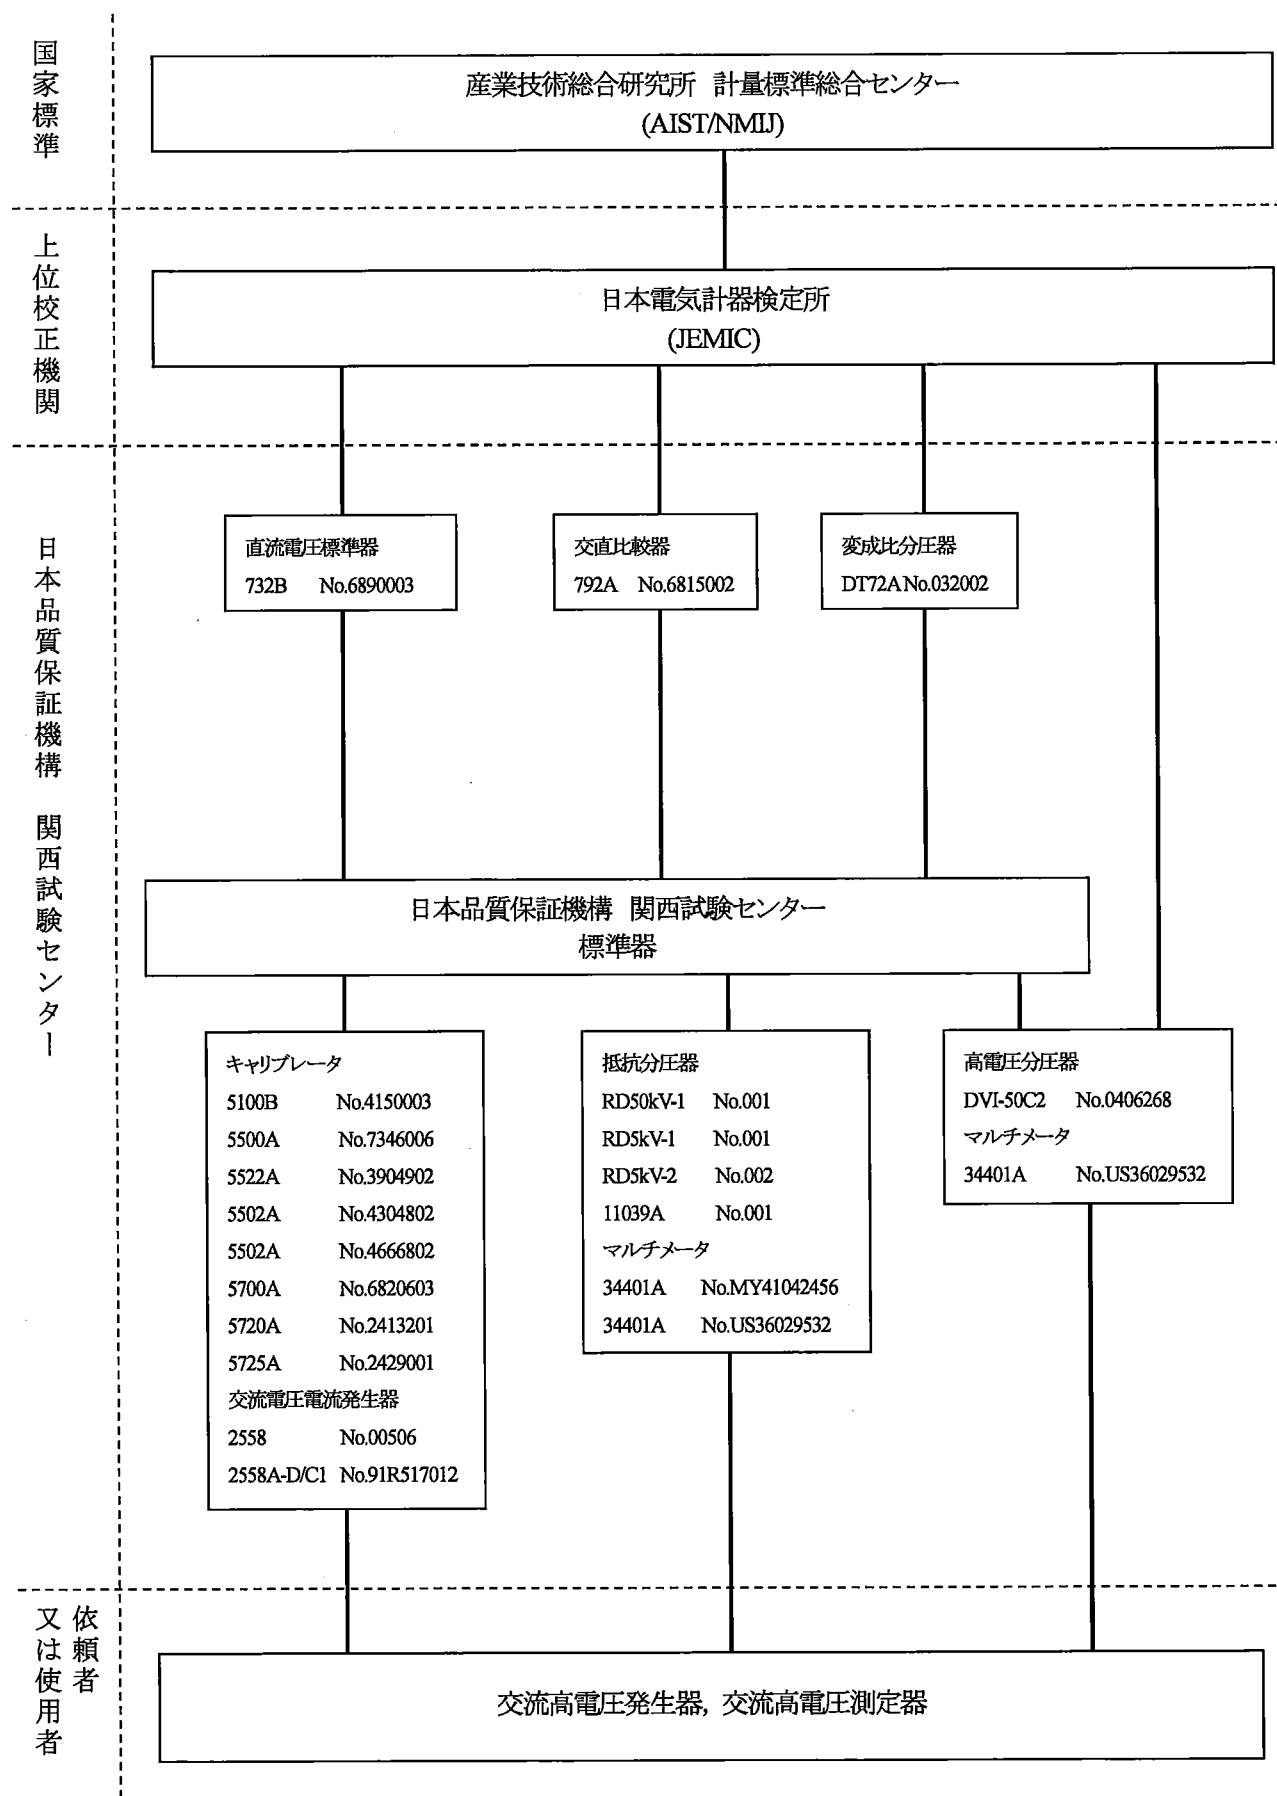 国家標準
産業技術総合研究所 計量標準総合センター
(AIST/NMIJ)
上位校正機関
日本電気計器検定所
(JEMIC)
日本品質保証機構 関西試験センター
直流電圧標準器
732B No.6890003
交直比較器
792A No.6815002
変成比分圧器
DT72A No.032002
日本品質保証機構 関西試験センター
標準器
キャリブレータ
5100B No.4150003
5500A No.7346006
5522A No.3904902
5502A No.4304802
5502A No.4666802
5700A No.6820603
5720A No.2413201
5725A No.2429001
交流電圧電流発生器
2558 No.00506
2558A-D/C1 No.91R517012
抵抗分圧器
RD50kV-1 No.001
RD5kV-1 No.001
RD5kV-2 No.002
11039A No.001
マルチメータ
34401A No.MY41042456
34401A No.US36029532
高電圧分圧器
DVI-50C2 No.0406268
マルチメータ
34401A No.US36029532
依頼者
又は使用者
交流高電圧発生器, 交流高電圧測定器